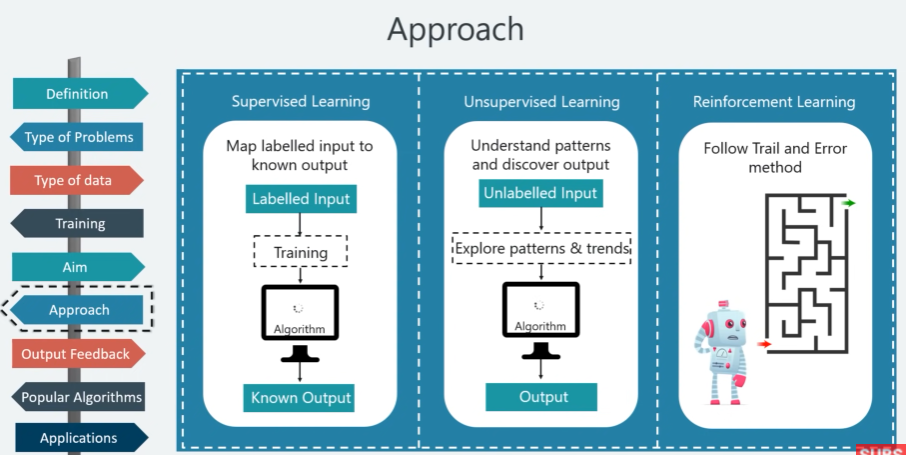 Approach
Definition
Type of Problems
Type of data
Training
Aim
Approach
Output Feedback
Popular Algorithms
Applications
Supervised Learning
Map labelled input to
known output
Labelled Input
Training
Algorithm
Known Output
Unsupervised Learning
Understand patterns
and discover output
Unlabelled Input
Explore patterns & trends
Algorithm
Output
Reinforcement Learning
Follow Trail and Error
method